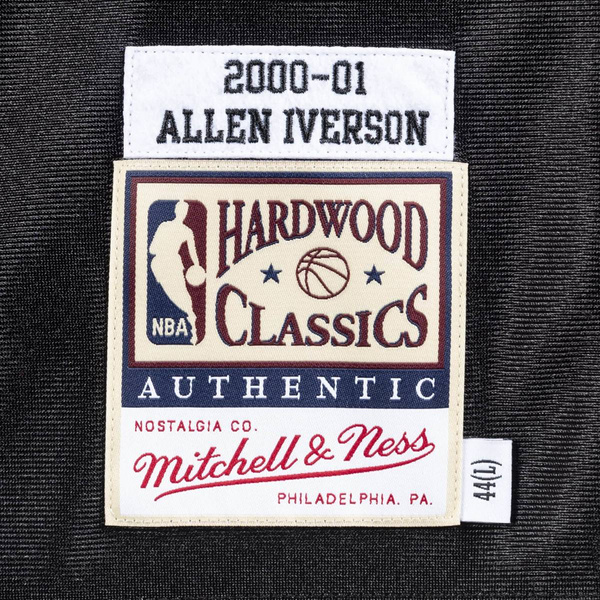 2000-01
ALLEN IVERSON
HARDWOOD
CLASSICS
NBA
AUTHENTIC
NOSTALGIA CO.
Mitchell & Ness
PHILADELPHIA. PA.
44(L)